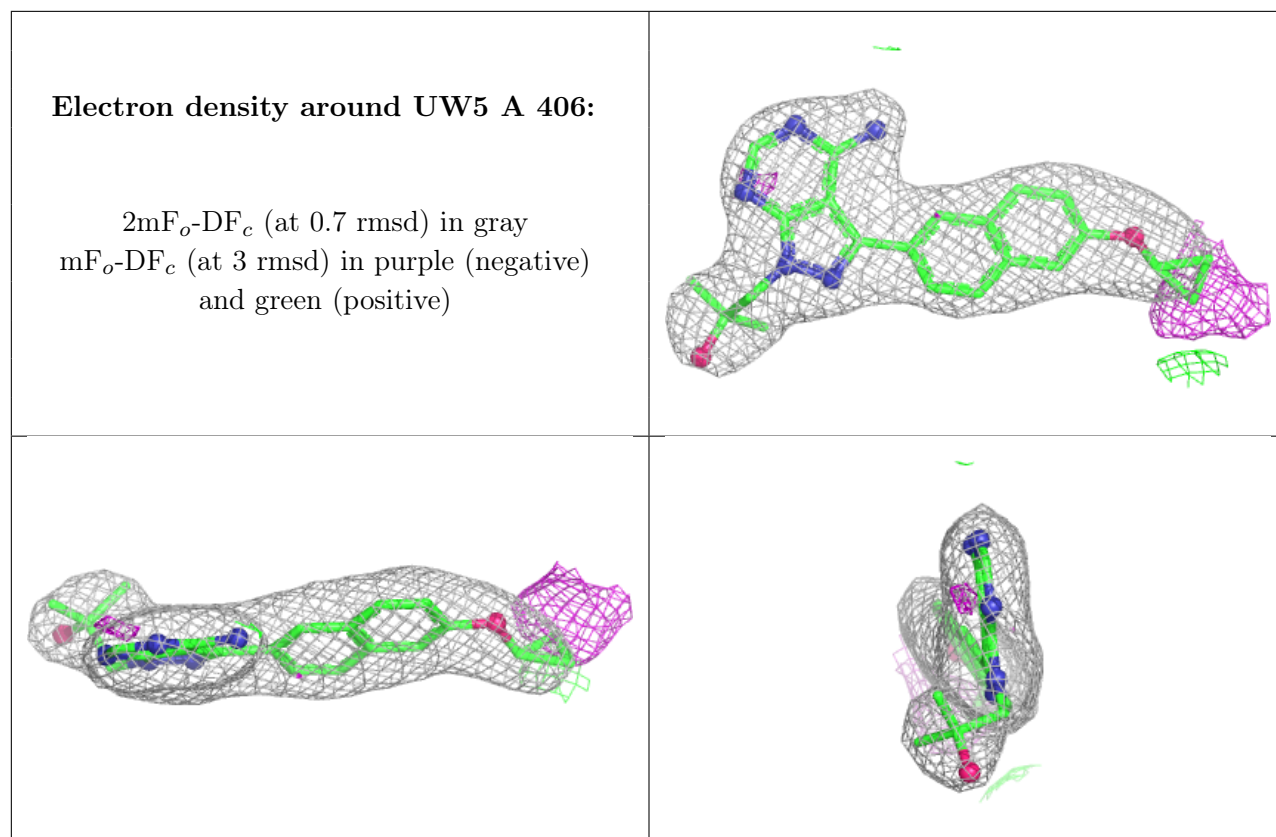 Electron density around UW5 A 406:
2mFo-DFc (at 0.7 rmsd) in gray
mFo-DFc (at 3 rmsd) in purple (negative)
and green (positive)